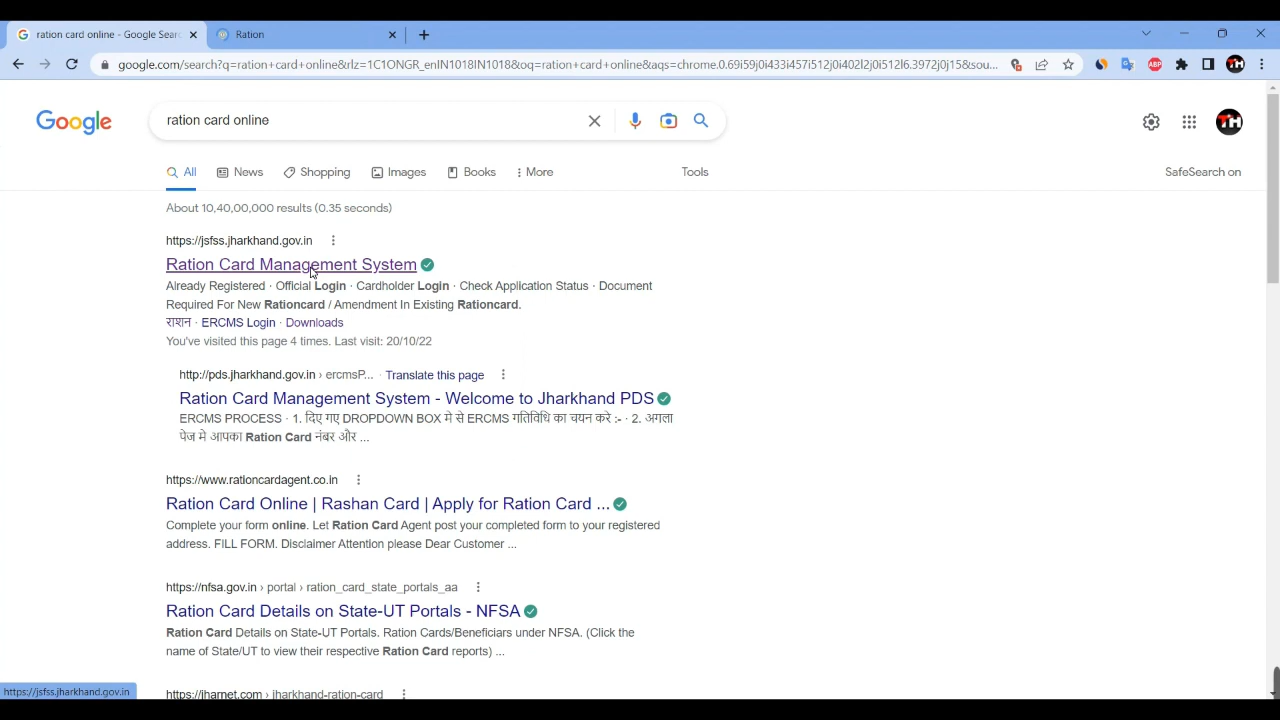 ration card online - Google Searc
Ration
google.com/search?q=ration+card+online&rlz=1C1ONGR_enIN1018IN1018&oq=ration+card+online&aqs=chrome.0.69i59j0i433i457i512j0i402l2j0i512l6.3972j0j15&sou...
ABP
TH
Google
ration card online
TH
All
News
Shopping
Images
Books
More
Tools
SafeSearch on
About 10,40,00,000 results (0.35 seconds)
https://jsfss.jharkhand.gov.in
Ration Card Management System
Already Registered · Official Login · Cardholder Login · Check Application Status · Document
Required For New Rationcard / Amendment In Existing Rationcard.
राशन · ERCMS Login · Downloads
You've visited this page 4 times. Last visit: 20/10/22
http://pds.jharkhand.gov.in › ercmsP... · Translate this page
Ration Card Management System - Welcome to Jharkhand PDS
ERCMS PROCESS · 1. दिए गए DROPDOWN BOX मे से ERCMS गतिविधि का चयन करे :- · 2. अगला
पेज मे आपका Ration Card नंबर और ...
https://www.rationcardagent.co.in
Ration Card Online | Rashan Card | Apply for Ration Card ...
Complete your form online. Let Ration Card Agent post your completed form to your registered
address. FILL FORM. Disclaimer Attention please Dear Customer ...
https://nfsa.gov.in › portal › ration_card_state_portals_aa
Ration Card Details on State-UT Portals - NFSA
Ration Card Details on State-UT Portals. Ration Cards/Beneficiars under NFSA. (Click the
name of State/UT to view their respective Ration Card reports) ...
https://jharnet.com › jharkhand-ration-card
https://jsfss.jharkhand.gov.in